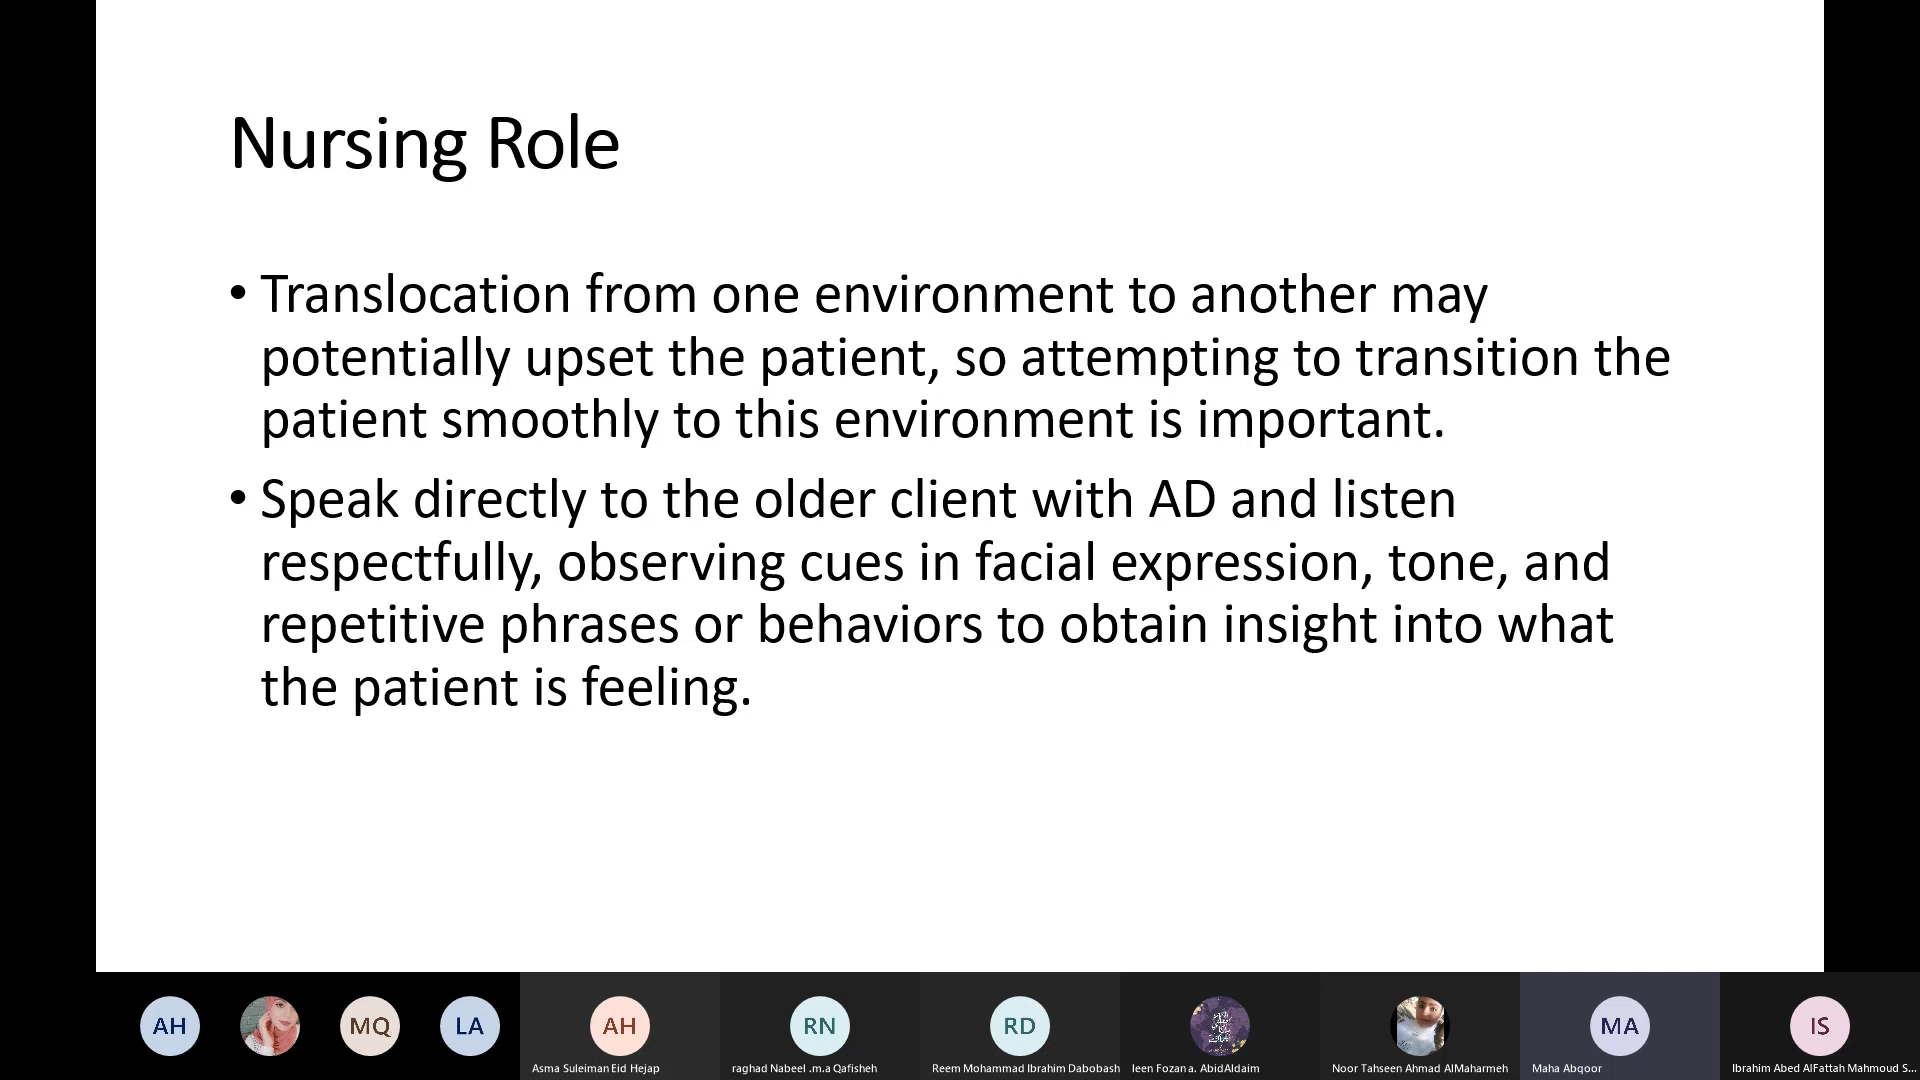 Nursing Role
• Translocation from one environment to another may
potentially upset the patient, so attempting to transition the
patient smoothly to this environment is important.
• Speak directly to the older client with AD and listen
respectfully, observing cues in facial expression, tone, and
repetitive phrases or behaviors to obtain insight into what
the patient is feeling.
AH
MQ
LA
AH
RN
RD
MA
IS
Asma Suleiman Eid Hejap
raghad Nabeel .m.a Qafisheh
Reem Mohammad Ibrahim Dabobash
leen Fozan a. AbidAldaim
Noor Tahseen Ahmad AlMaharmeh
Maha Abqoor
Ibrahim Abed AlFattah Mahmoud S...